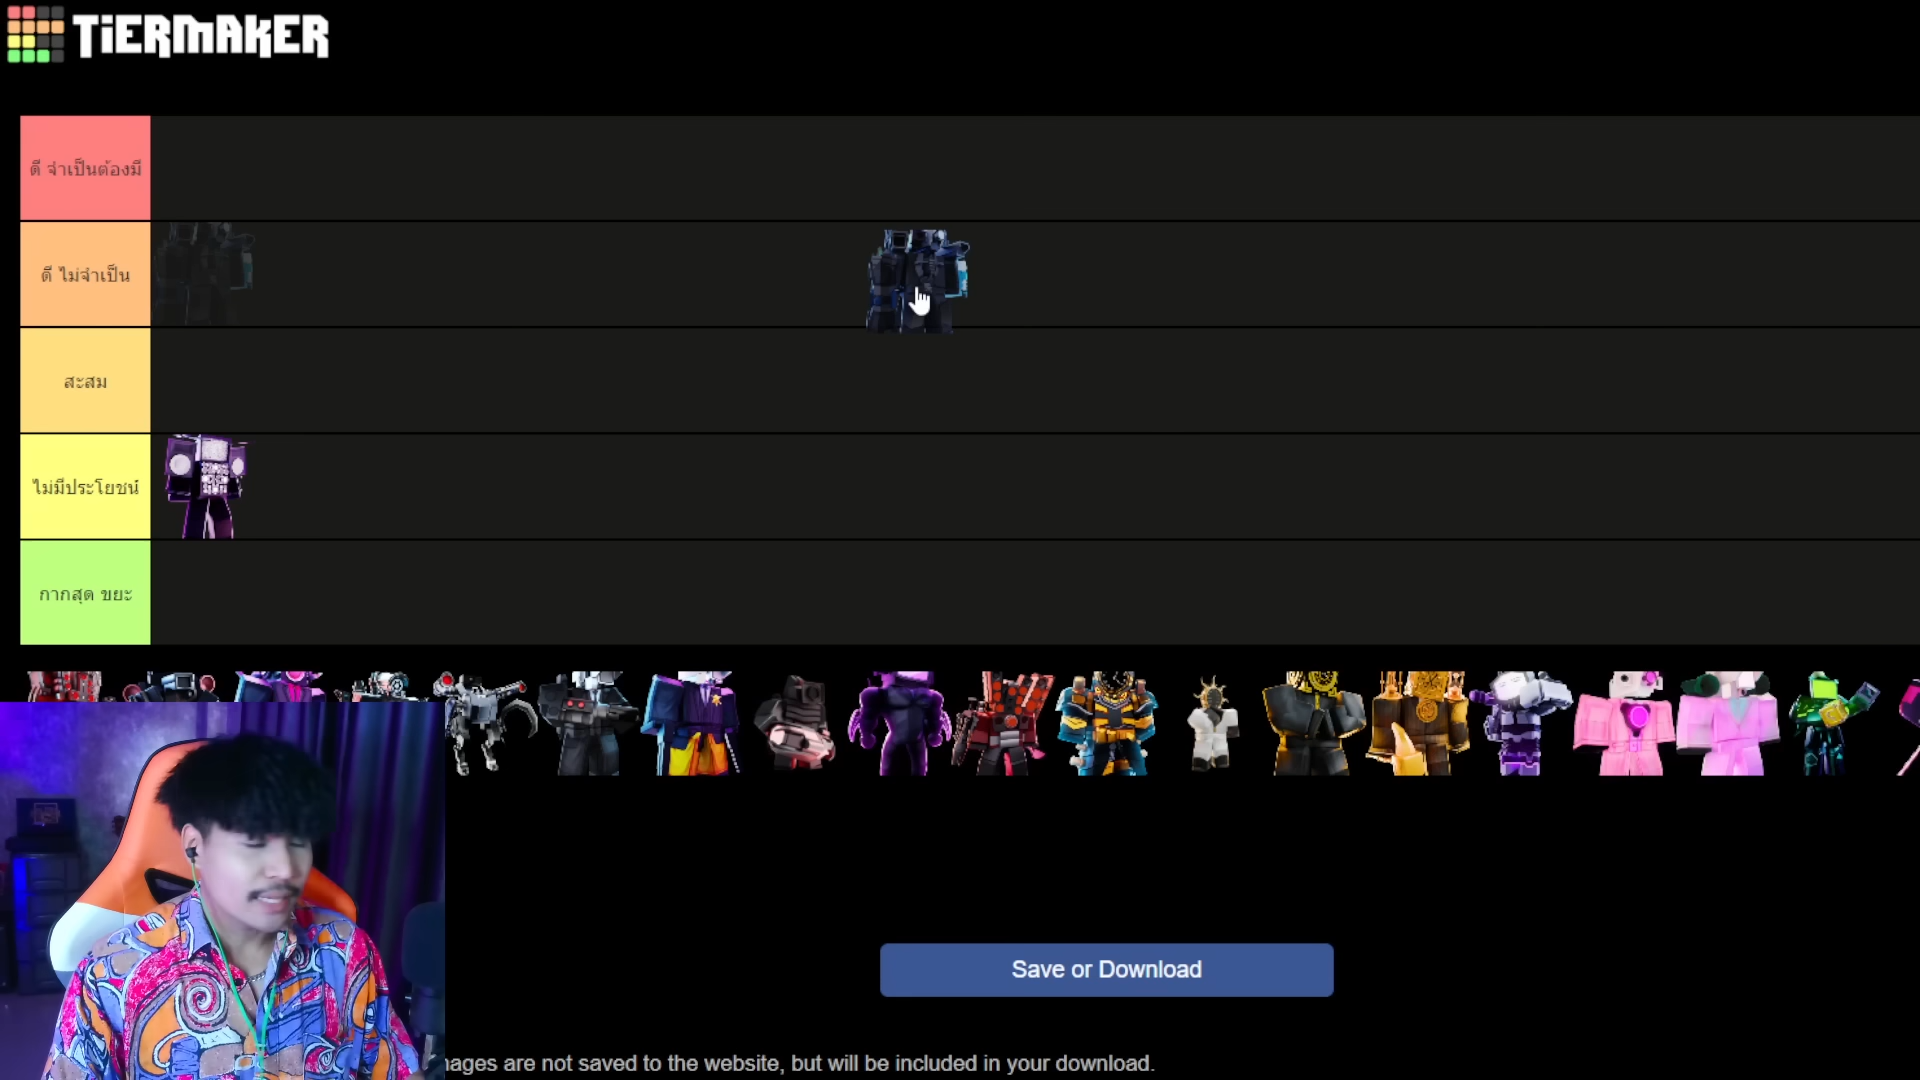 TIERMAKER
ดี จำเป็นต้องมี
ดี ไม่จำเป็น
สะสม
ไม่มีประโยชน์
กากสุด ขยะ
Save or Download
are not saved to the website, but will be included in your download.